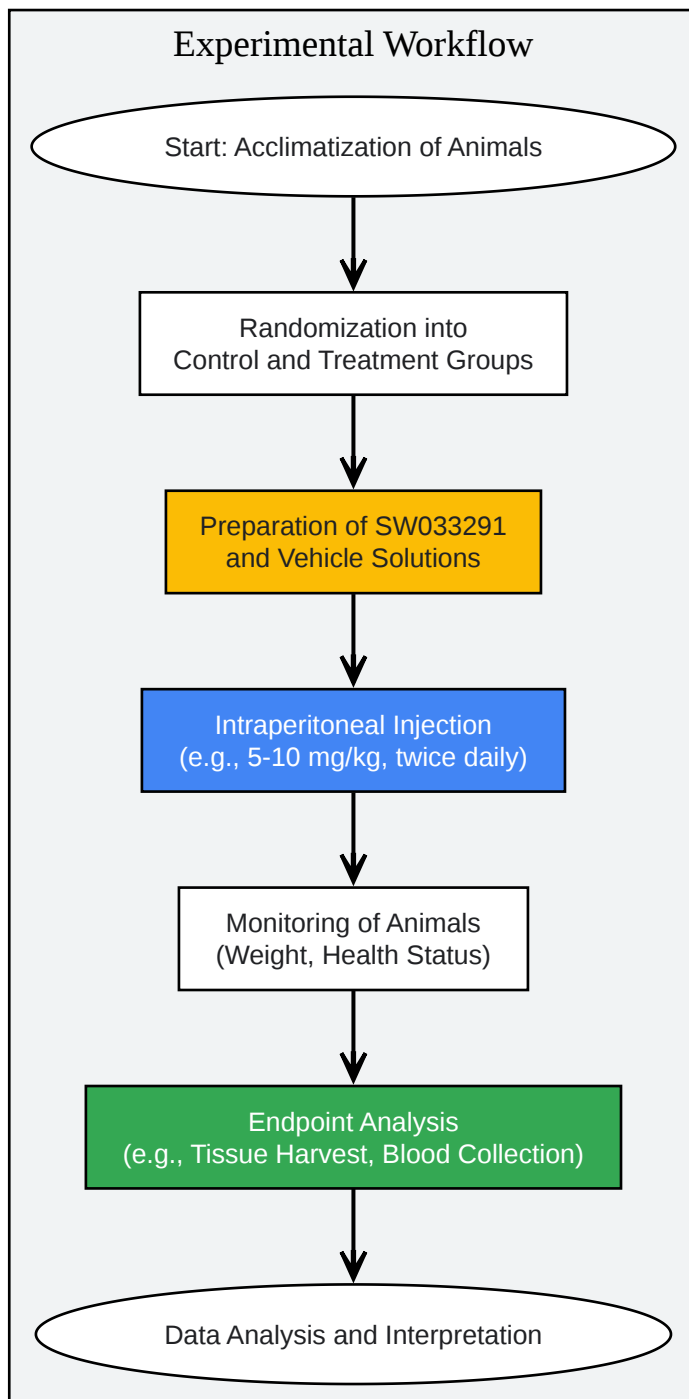 Experimental Workflow
Start: Acclimatization of Animals
Randomization into
Control and Treatment Groups
Preparation of SW033291
and Vehicle Solutions
Intraperitoneal Injection
(e.g., 5-10 mg/kg, twice daily)
Monitoring of Animals
(Weight, Health Status)
Endpoint Analysis
(e.g., Tissue Harvest, Blood Collection)
Data Analysis and Interpretation